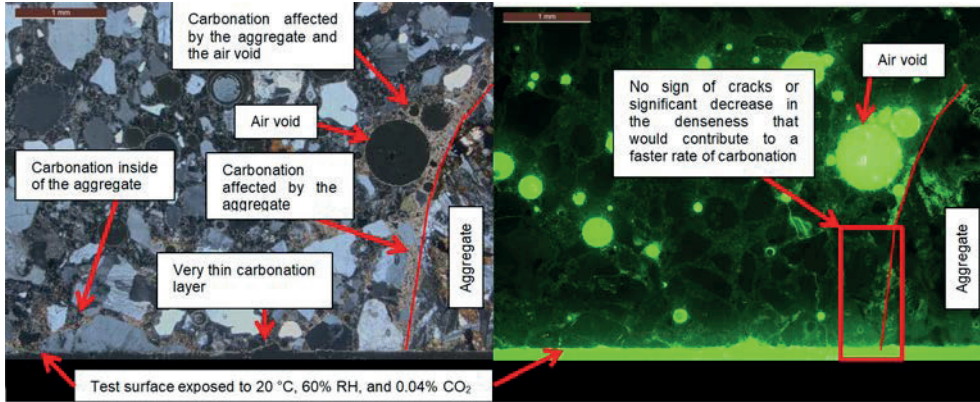 1 mm
Carbonation affected
by the aggregate and
the air void
Air void
Carbonation inside
of the aggregate
Carbonation
affected by the
aggregate
Very thin carbonation
layer
Aggregate
Test surface exposed to 20 °C, 60% RH, and 0.04% CO₂
1 mm
Air void
No sign of cracks or
significant decrease in
the denseness that
would contribute to a
faster rate of carbonation
Aggregate